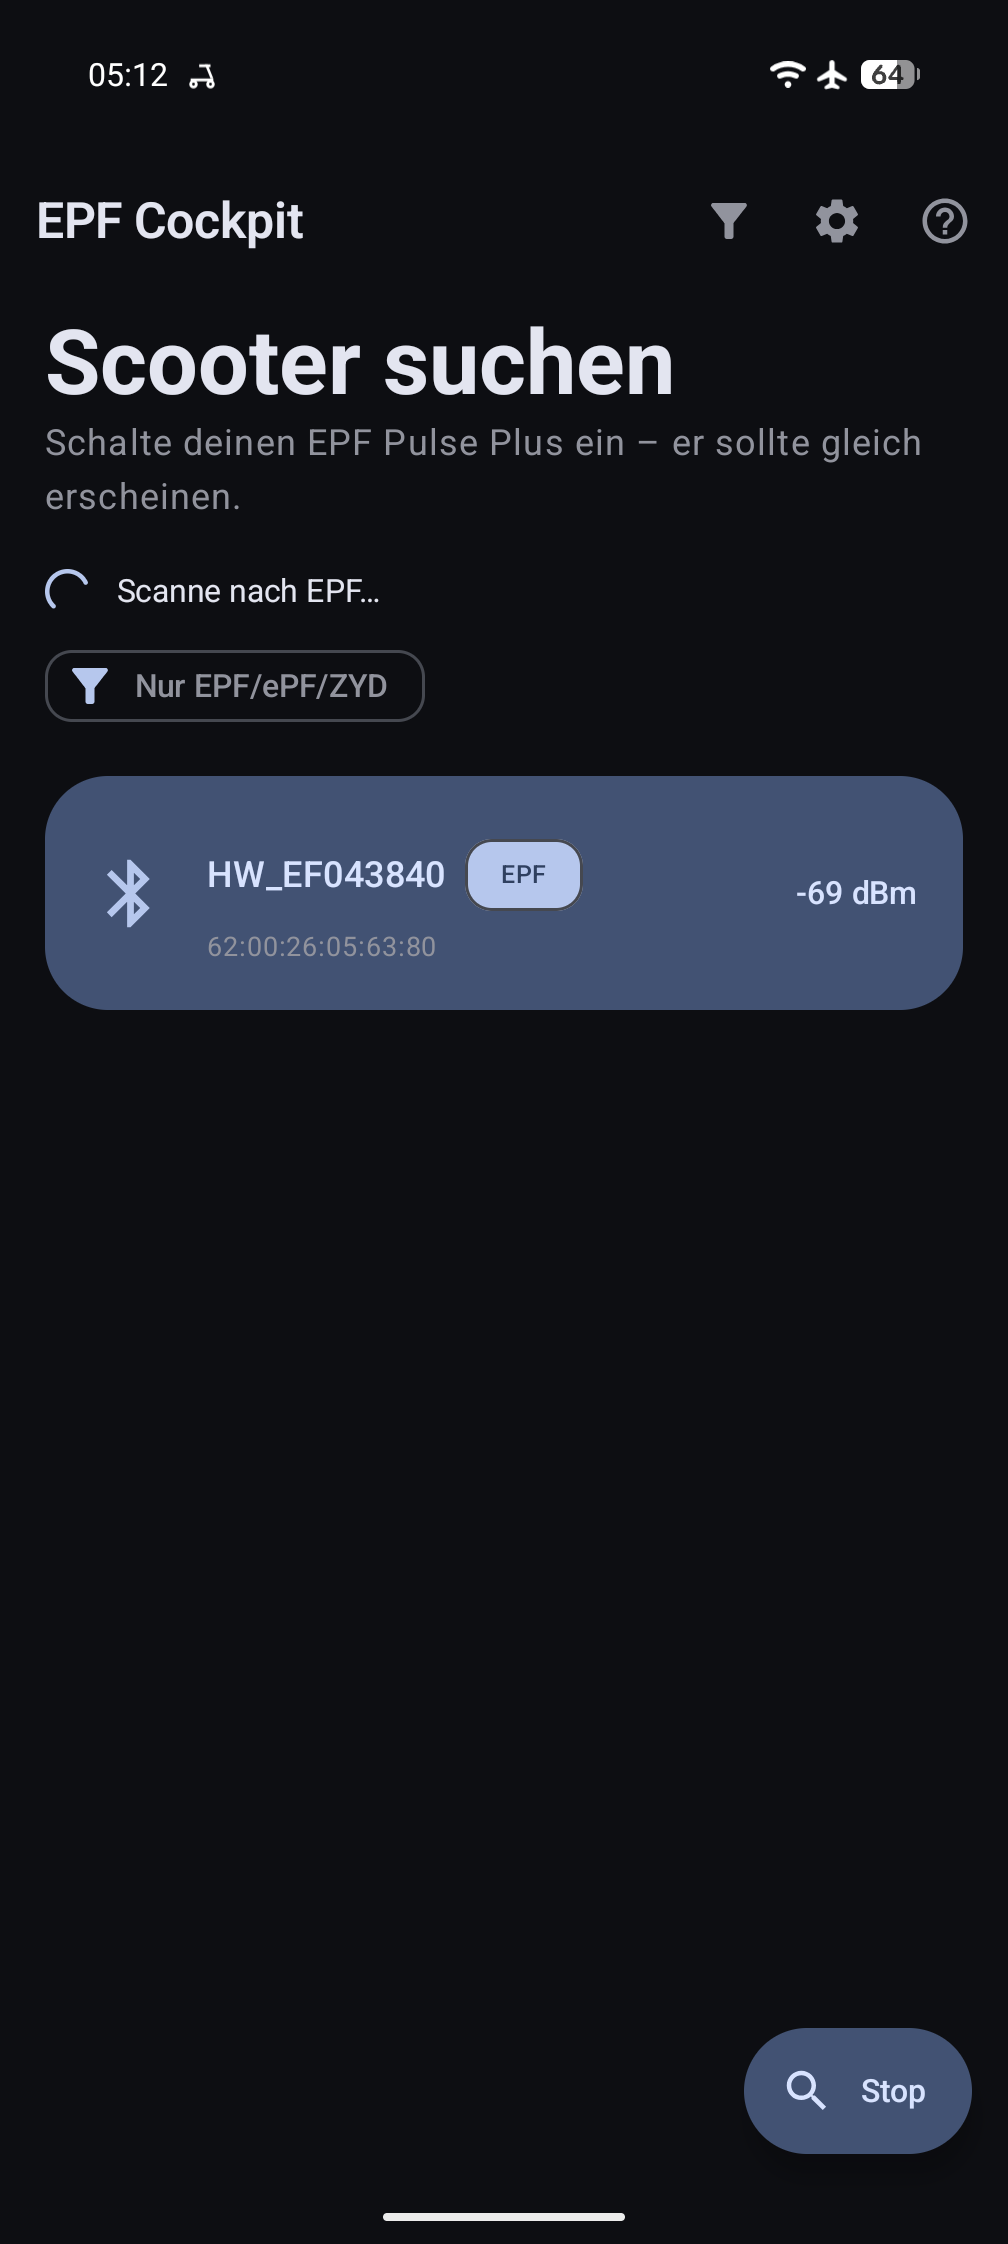 05:12
64
EPF Cockpit
Scooter suchen
Schalte deinen EPF Pulse Plus ein – er sollte gleich
erscheinen.
Scanne nach EPF…
Nur EPF/ePF/ZYD
HW_EF043840 EPF
-69 dBm
62:00:26:05:63:80
Stop